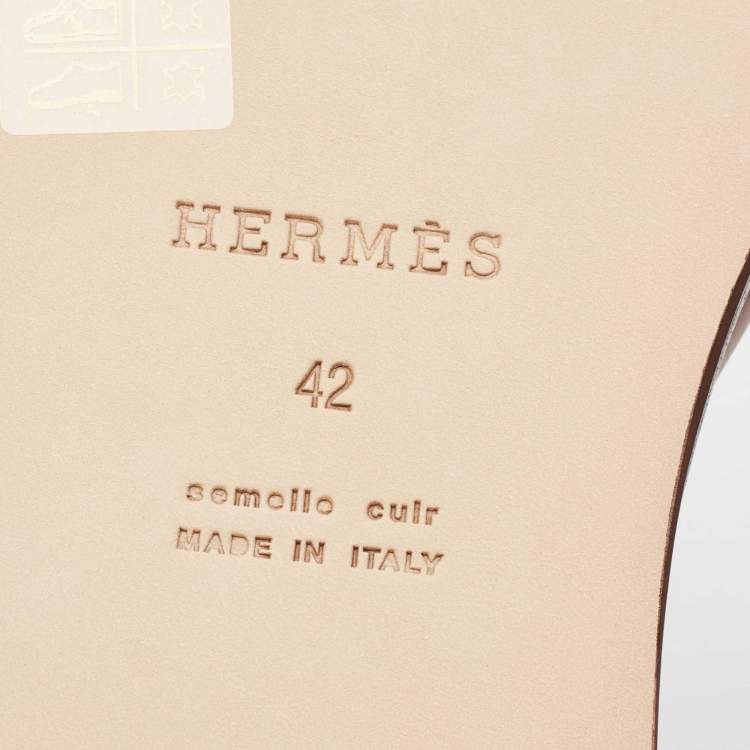 HERMÈS
42
semelle cuir
MADE IN ITALY